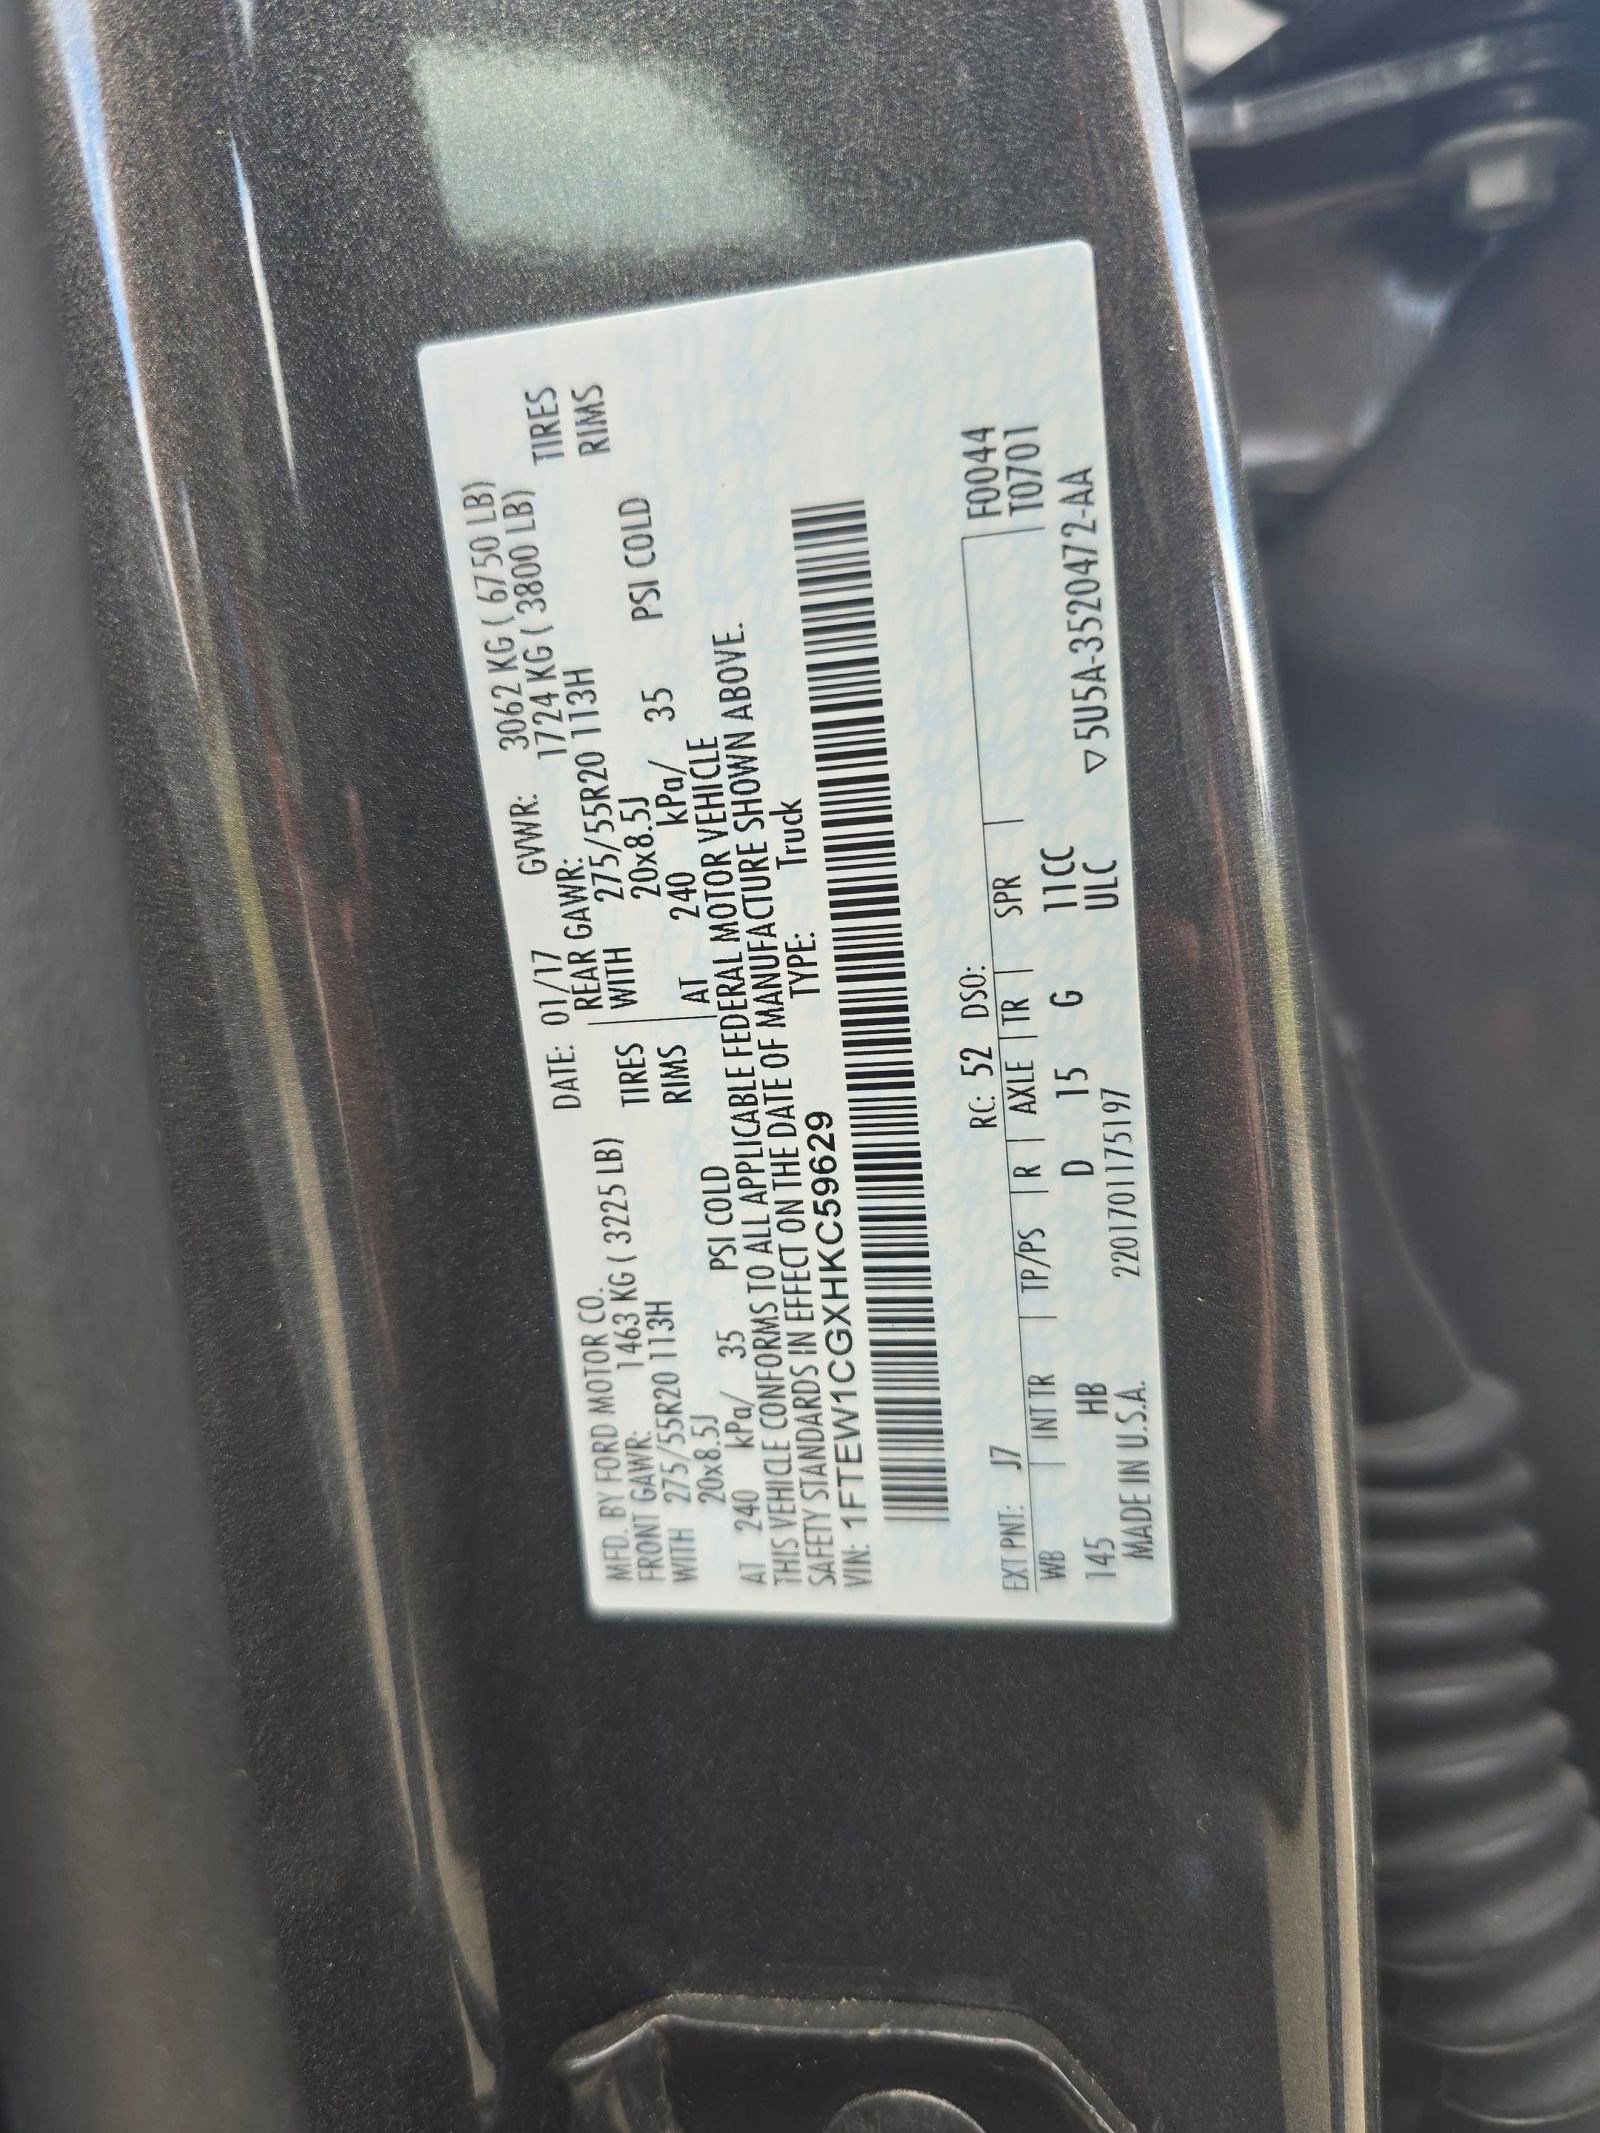 MFD. BY FORD MOTOR CO.
DATE: 01/17 GVWR: 3062 KG ( 6750 LB)
FRONT GAWR: 1463 KG ( 3225 LB) REAR GAWR: 1724 KG ( 3800 LB)
WITH 275/55R20 113H TIRES WITH 275/55R20 113H TIRES
20x8.5J RIMS 20x8.5J RIMS
AT 240 kPa/ 35 PSI COLD AT 240 kPa/ 35 PSI COLD
THIS VEHICLE CONFORMS TO ALL APPLICABLE FEDERAL MOTOR VEHICLE
SAFETY STANDARDS IN EFFECT ON THE DATE OF MANUFACTURE SHOWN ABOVE.
VIN: 1FTEW1CGXHKC59629 TYPE: Truck
F0044
EXT PNT: J7 RC: 52 DSO: T0701
WB INT TR TP/PS R AXLE TR SPR
145 HB D 15 G 11CC
ULC
MADE IN U.S.A. 2201701175197 ▽5U5A-3520472-AA